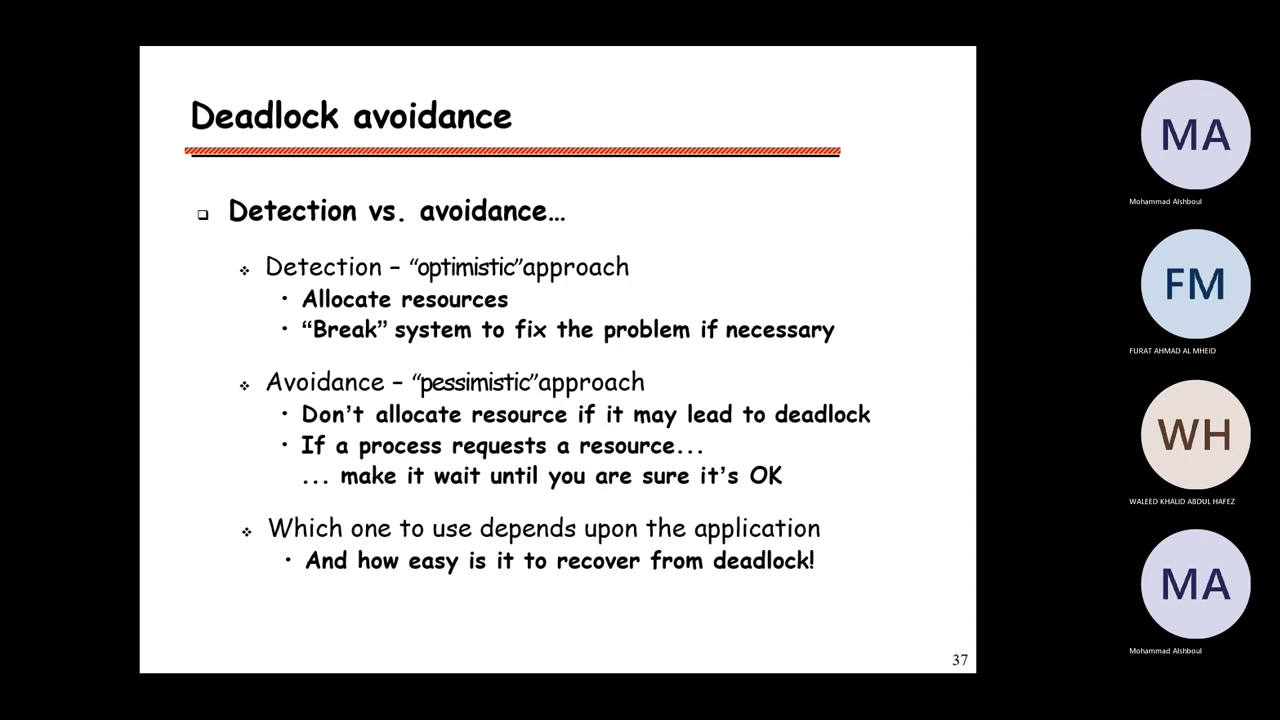 Deadlock avoidance
Detection vs. avoidance…
Detection – “optimistic”approach
Allocate resources
“Break” system to fix the problem if necessary
Avoidance – “pessimistic”approach
Don’t allocate resource if it may lead to deadlock
If a process requests a resource...
... make it wait until you are sure it’s OK
Which one to use depends upon the application
And how easy is it to recover from deadlock!
37
MA
Mohammad Alshboul
FM
FURAT AHMAD AL MHEID
WH
WALEED KHALID ABDUL HAFEZ
MA
Mohammad Alshboul